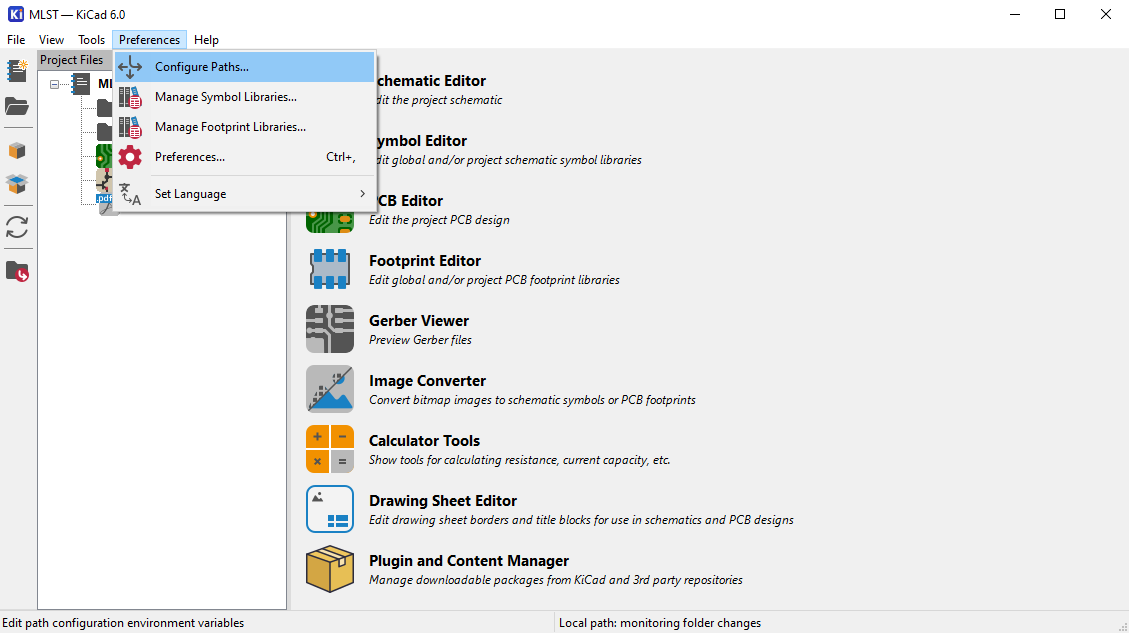 MLST — KiCad 6.0
File View Tools Preferences Help
Project Files
ML
.pdf
Configure Paths...
Manage Symbol Libraries...
Manage Footprint Libraries...
Preferences... Ctrl+,
Set Language
chematic Editor
dit the project schematic
ymbol Editor
dit global and/or project schematic symbol libraries
CB Editor
Edit the project PCB design
Footprint Editor
Edit global and/or project PCB footprint libraries
Gerber Viewer
Preview Gerber files
Image Converter
Convert bitmap images to schematic symbols or PCB footprints
Calculator Tools
Show tools for calculating resistance, current capacity, etc.
Drawing Sheet Editor
Edit drawing sheet borders and title blocks for use in schematics and PCB designs
Plugin and Content Manager
Manage downloadable packages from KiCad and 3rd party repositories
Edit path configuration environment variables
Local path: monitoring folder changes